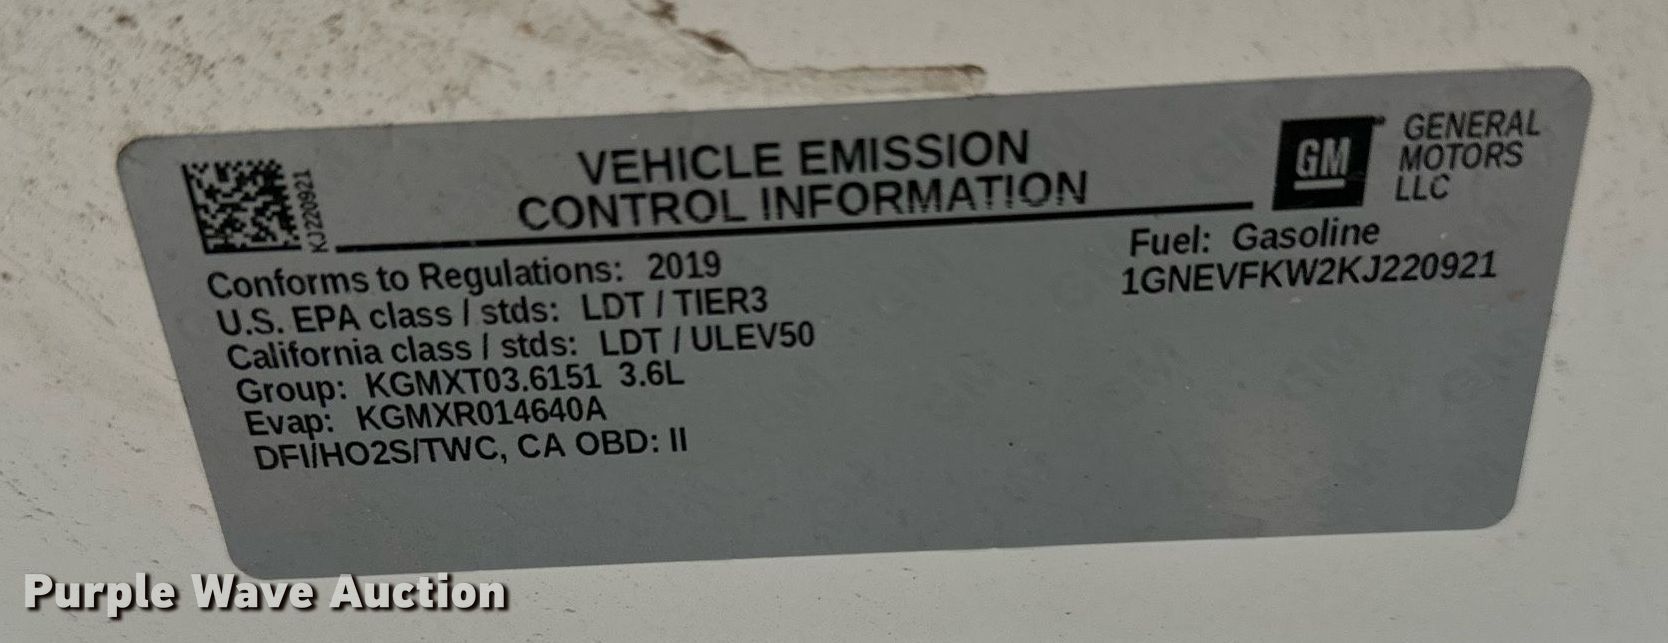 KJ220921
VEHICLE EMISSION
CONTROL INFORMATION
GM
GENERAL
MOTORS
LLC
Conforms to Regulations: 2019
U.S. EPA class / stds: LDT / TIER3
California class / stds: LDT / ULEV50
Group: KGMXT03.6151 3.6L
Evap: KGMXR014640A
DFI/HO2S/TWC, CA OBD: II
Fuel: Gasoline
1GNEVFKW2KJ220921
Purple Wave Auction